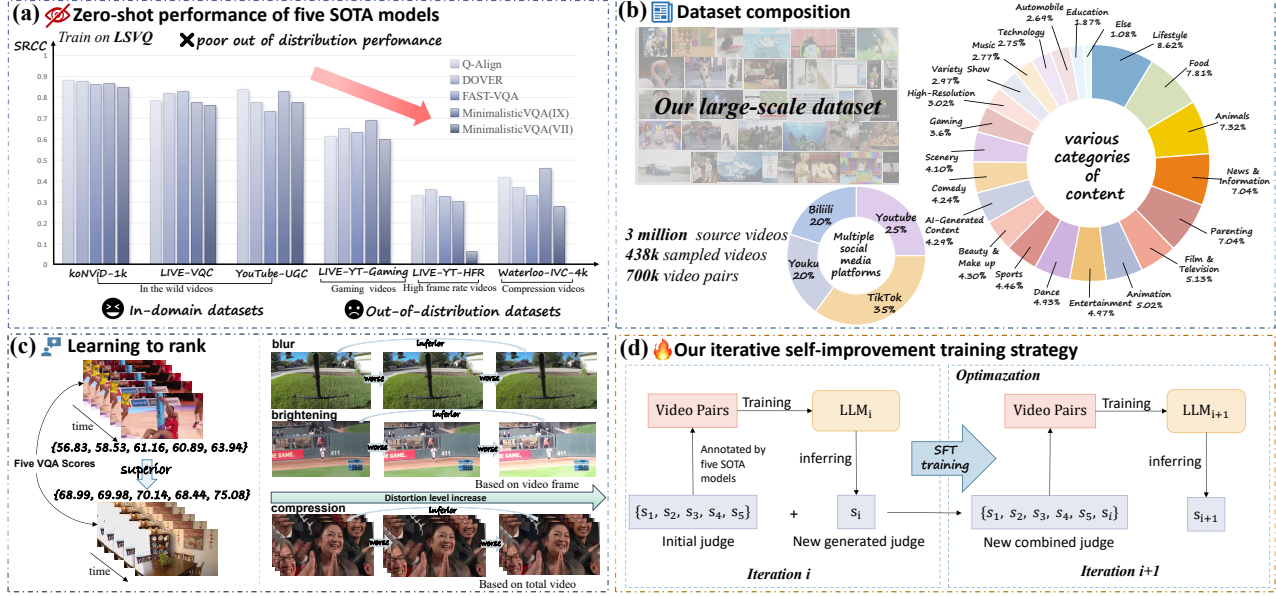 (a) Zero-shot performance of five SOTA models
SRCC
Train on LSVQ
poor out of distribution perfomance
Q-Align
DOVER
FAST-VQA
MinimalisticVQA(IX)
MinimalisticVQA(VII)
1
0.9
0.8
0.7
0.6
0.5
0.4
0.3
0.2
0.1
0
koNViD-1k
LIVE-VQC
YouTube-UGC
LIVE-YT-Gaming
LIVE-YT-HFR
Waterloo-IVC-4k
In the wild videos
Gaming videos
High frame rate videos
Compression videos
In-domain datasets
Out-of-distribution datasets
(b) Dataset composition
Our large-scale dataset
3 million source videos
438k sampled videos
700k video pairs
Multiple
social
media
platforms
Biliili
20%
Youtube
25%
Youku
20%
TikTok
35%
various
categories
of
content
Lifestyle
8.62%
Food
7.81%
Animals
7.32%
News &
Information
7.04%
Parenting
7.04%
Film &
Television
5.13%
Animation
5.02%
Entertainment
4.97%
Dance
4.93%
Sports
4.46%
Beauty &
Make up
4.30%
AI-Generated
Content
4.29%
Comedy
4.24%
Scenery
4.10%
Gaming
3.6%
High-Resolution
3.02%
Variety
Show
2.97%
Music
2.77%
Technology
2.75%
Automobile
2.69%
Education
1.87%
Else
1.08%
(c) Learning to rank
time
{56.83, 58.53, 61.16, 60.89, 63.94}
Five VQA Scores
superior
{68.99, 69.98, 70.14, 68.44, 75.08}
time
blur
inferior
worse
worse
brightening
inferior
worse
worse
Based on video frame
Distortion level increase
compression
inferior
worse
worse
Based on total video
(d) Our iterative self-improvement training strategy
Video Pairs
Training
LLMi
Annotated by
five SOTA
models
inferring
{s1, s2, s3, s4, s5}
+
si
Initial judge
New generated judge
Iteration i
SFT
training
Optimazation
Video Pairs
Training
LLMi+1
inferring
{s1, s2, s3, s4, s5, si}
si+1
New combined judge
Iteration i+1